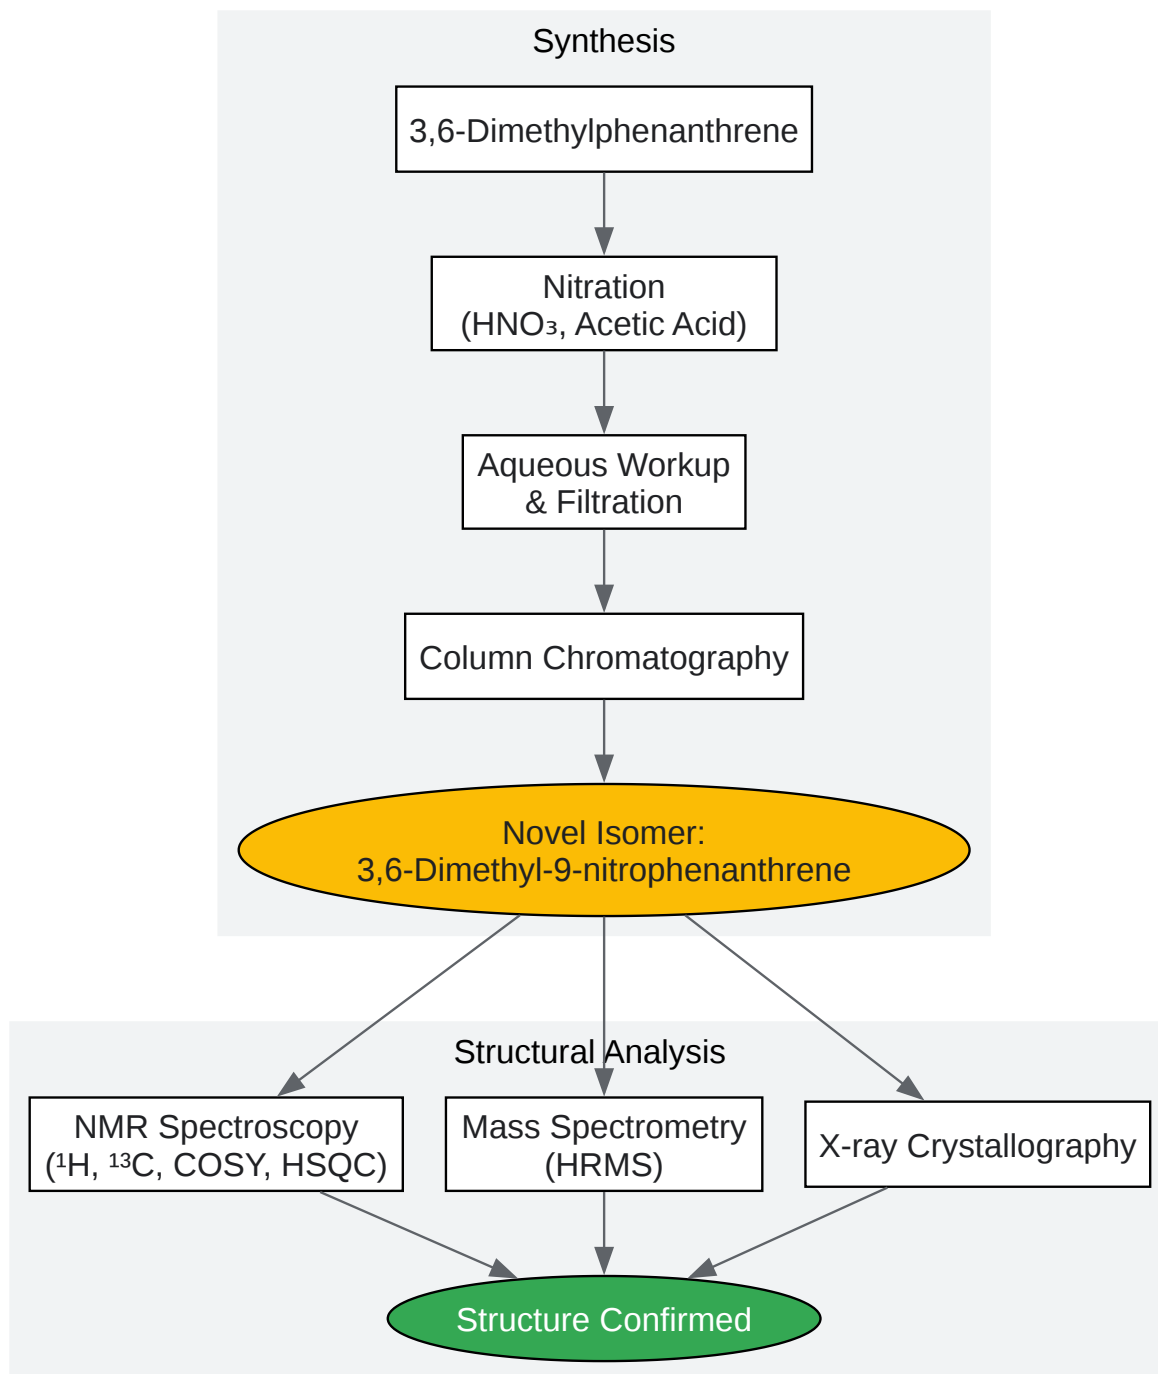 Synthesis
3,6-Dimethylphenanthrene
Nitration
(HNO₃, Acetic Acid)
Aqueous Workup
& Filtration
Column Chromatography
Novel Isomer:
3,6-Dimethyl-9-nitrophenanthrene
Structural Analysis
NMR Spectroscopy
(¹H, ¹³C, COSY, HSQC)
Mass Spectrometry
(HRMS)
X-ray Crystallography
Structure Confirmed